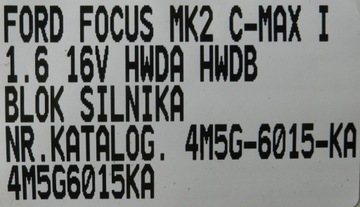 FORD FOCUS MK2 C-MAX I
1.6 16V HWDA HWDB
BLOK SILNIKA
NR.KATALOG. 4M5G-6015-KA
4M5G6015KA